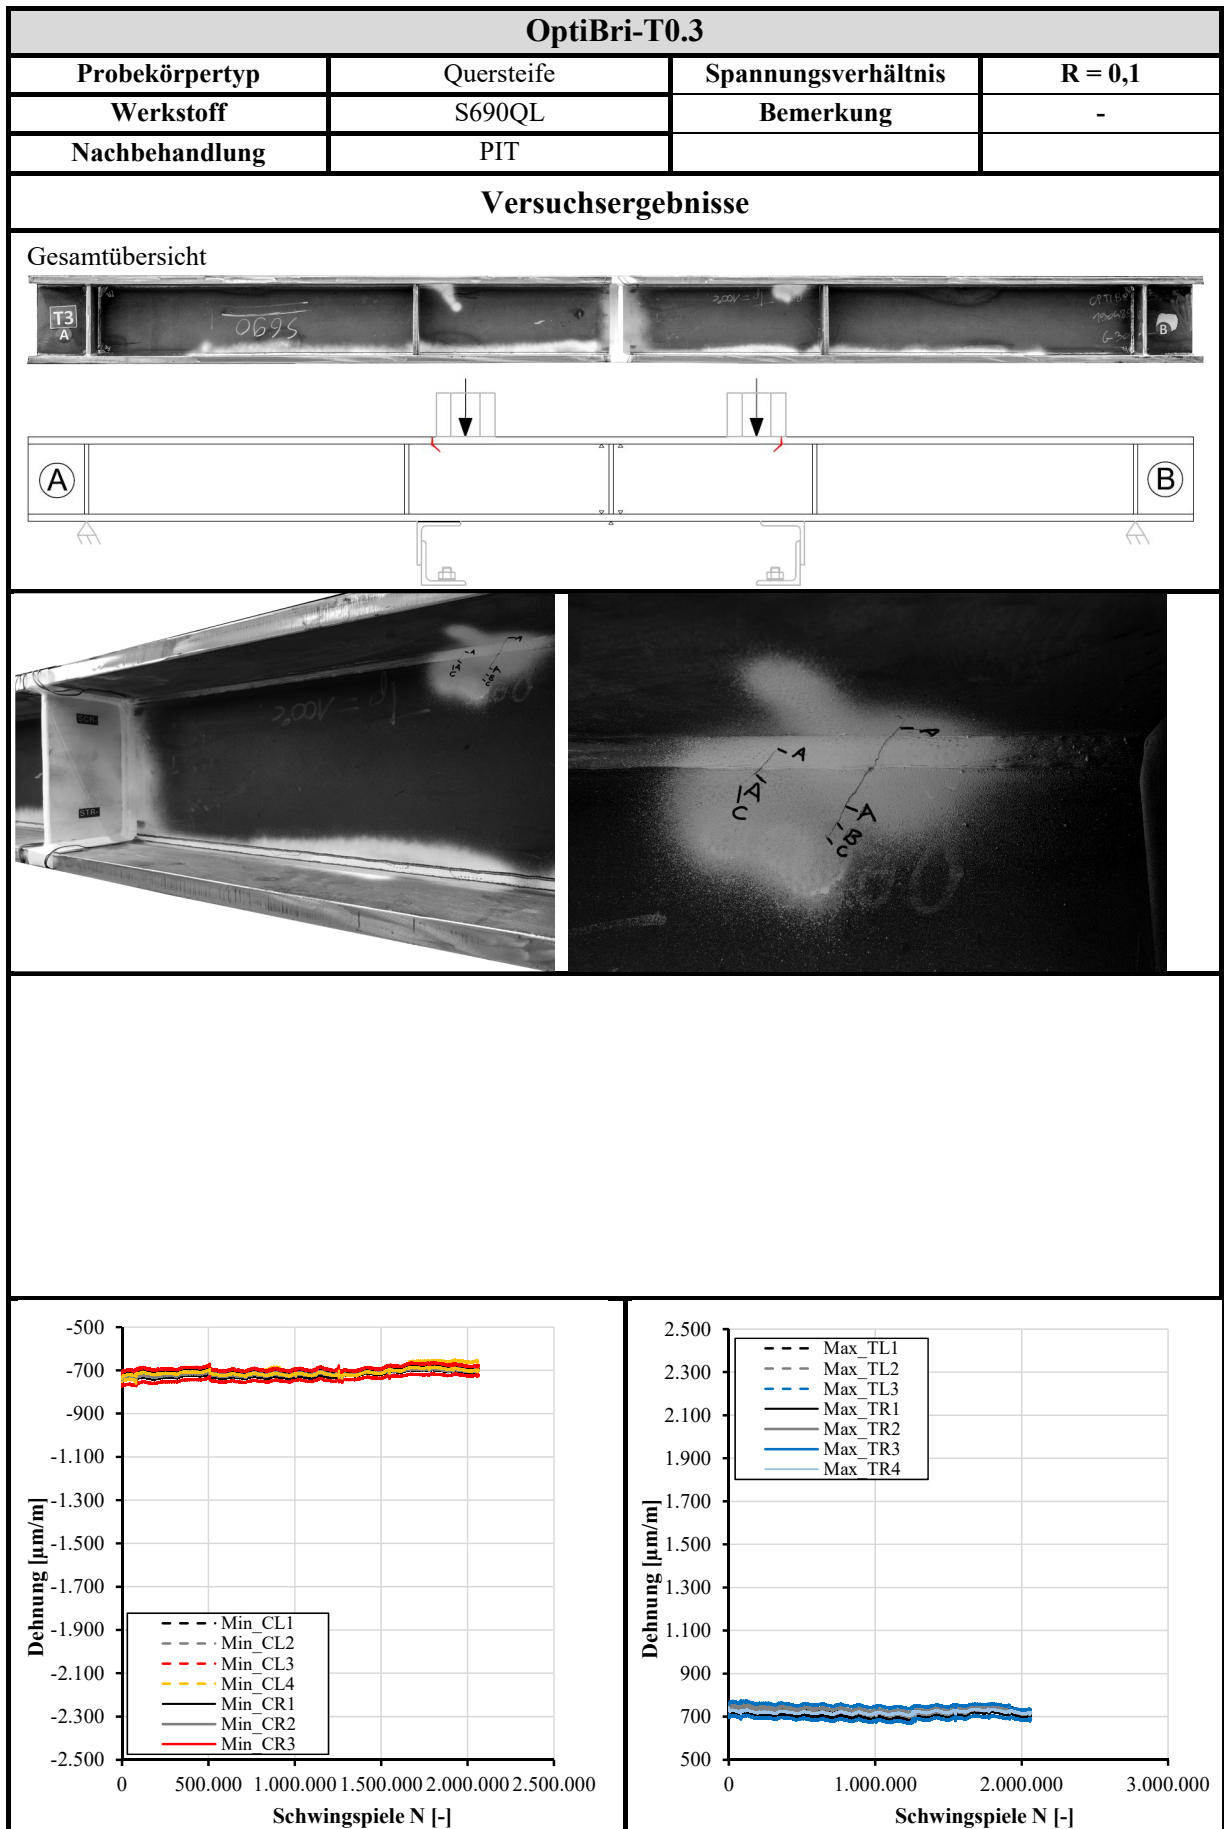 OptiBri-T0.3
Probekörpertyp Quersteife Spannungsverhältnis R = 0,1
Werkstoff S690QL Bemerkung -
Nachbehandlung PIT
Versuchsergebnisse
Gesamtübersicht
T3
A
S690
B
A
B
SCR-
STR-
A
A
A
C
A
B
C
-500
-700
-900
-1.100
-1.300
-1.500
-1.700
-1.900
-2.100
-2.300
-2.500
Dehnung [µm/m]
Min_CL1
Min_CL2
Min_CL3
Min_CL4
Min_CR1
Min_CR2
Min_CR3
0 500.000 1.000.000 1.500.000 2.000.000 2.500.000
Schwingspiele N [-]
2.500
2.300
2.100
1.900
1.700
1.500
1.300
1.100
900
700
500
Dehnung [µm/m]
Max_TL1
Max_TL2
Max_TL3
Max_TR1
Max_TR2
Max_TR3
Max_TR4
0 1.000.000 2.000.000 3.000.000
Schwingspiele N [-]